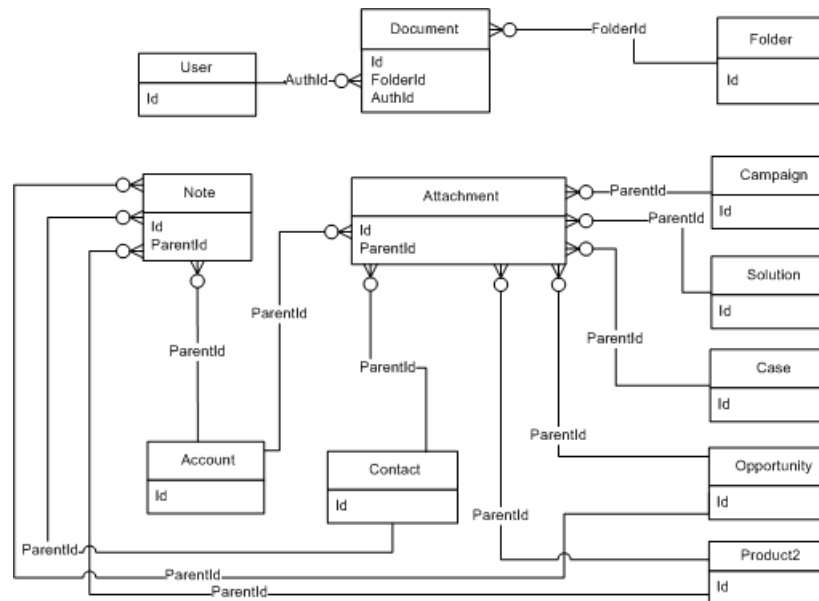 Document
Id
FolderId
AuthId
FolderId
Folder
Id
User
Id
AuthId
Note
Id
ParentId
Attachment
Id
ParentId
ParentId
Campaign
Id
ParentId
Solution
Id
ParentId
ParentId
ParentId
Case
Id
ParentId
ParentId
Account
Id
Contact
Id
Opportunity
Id
ParentId
ParentId
Product2
Id
ParentId
ParentId